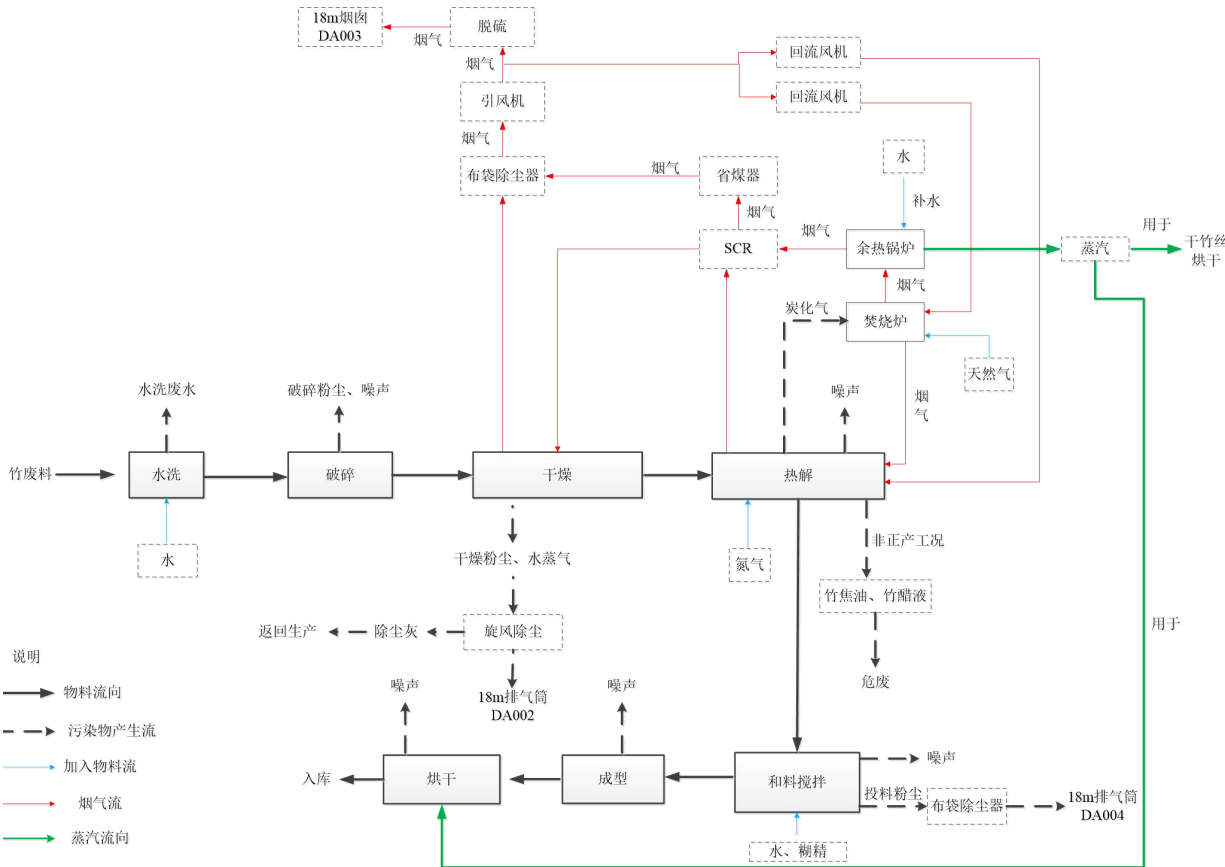 18m烟囱
DA003
烟气
脱硫
烟气
回流风机
引风机
回流风机
烟气
烟气
水
布袋除尘器
省煤器
补水
烟气
烟气
用于
SCR
余热锅炉
蒸汽
干竹丝
烘干
烟气
炭化气
焚烧炉
天然气
水洗废水
破碎粉尘、噪声
噪声
烟
气
竹废料
水洗
破碎
干燥
热解
非正产工况
水
干燥粉尘、水蒸气
氮气
竹焦油、竹醋液
返回生产
除尘灰
旋风除尘
用于
说明
危废
物料流向
噪声
18m排气筒
DA002
噪声
污染物产生流
噪声
加入物料流
入库
烘干
成型
和料搅拌
投料粉尘
布袋除尘器
18m排气筒
DA004
烟气流
蒸汽流向
水、糊精